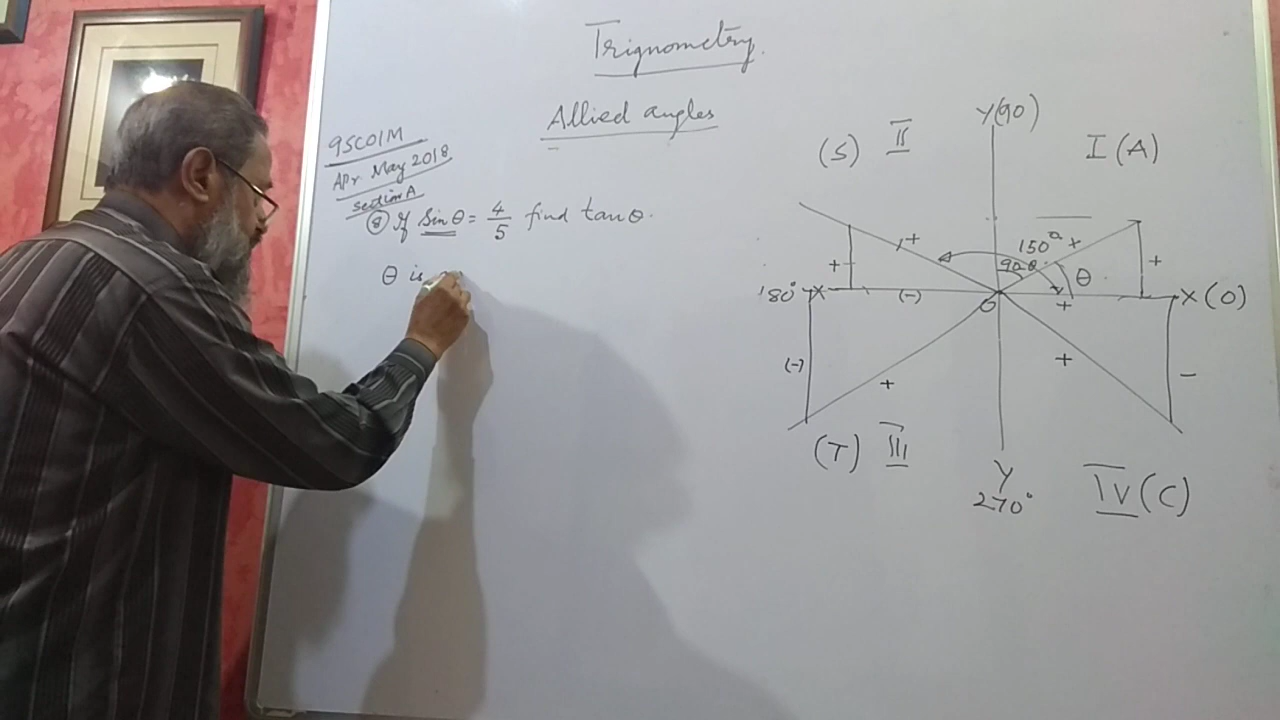 Trignometry.
Allied angles
9SC01M
Apr May 2018
section A
⑧ If Sin θ = 4/5 find tan θ.
θ is
Y(90)
(S) II
I (A)
150°
90-θ
θ
+
+
+
+
180° X
(-)
O
+
X (0)
(-)
+
+
-
(T) III
Y
270°
IV (C)